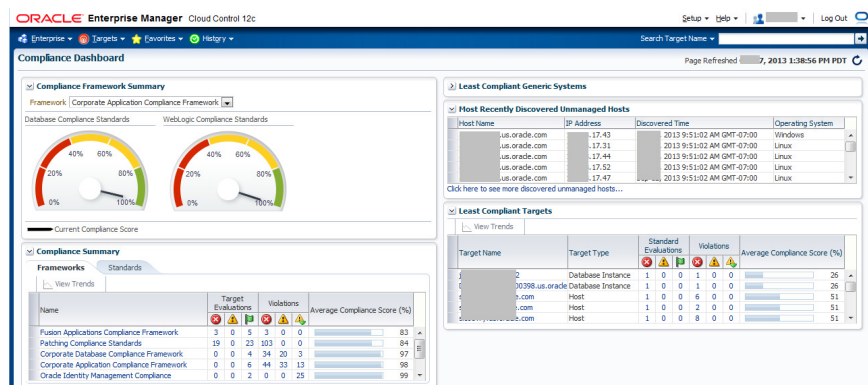 ORACLE Enterprise Manager Cloud Control 12c
Setup Help Log Out
Enterprise Targets Favorites History
Search Target Name
Compliance Dashboard
Page Refreshed 7, 2013 1:38:56 PM PDT
Compliance Framework Summary
Framework Corporate Application Compliance Framework
Database Compliance Standards WebLogic Compliance Standards
40% 60%
20% 80%
0% 100%
40% 60%
20% 80%
0% 100%
Current Compliance Score
Compliance Summary
Frameworks Standards
View Trends
Name Target Evaluations Violations Average Compliance Score (%)
Fusion Applications Compliance Framework 3 0 5 3 0 0 83
Patching Compliance Standards 19 0 23 103 0 0 84
Corporate Database Compliance Framework 0 0 4 34 20 3 97
Corporate Application Compliance Framework 0 0 6 44 33 13 98
Oracle Identity Management Compliance 0 0 2 0 0 25 99
Least Compliant Generic Systems
Most Recently Discovered Unmanaged Hosts
Host Name IP Address Discovered Time Operating System
.us.oracle.com .17.43 2013 9:51:02 AM GMT-07:00 Windows
.us.oracle.com .17.31 2013 9:51:02 AM GMT-07:00 Linux
.us.oracle.com .17.44 2013 9:51:02 AM GMT-07:00 Linux
.us.oracle.com .17.52 2013 9:51:02 AM GMT-07:00 Linux
.us.oracle.com .17.47 2013 9:51:02 AM GMT-07:00 Linux
Click here to see more discovered unmanaged hosts...
Least Compliant Targets
View Trends
Target Name Target Type Standard Evaluations Violations Average Compliance Score (%)
2 Database Instance 1 0 0 1 0 0 26
00398.us.oracle Database Instance 1 0 0 1 0 0 26
e.com Host 1 0 0 6 0 0 51
e.com Host 1 0 0 2 0 0 51
Host 1 0 0 8 0 0 51